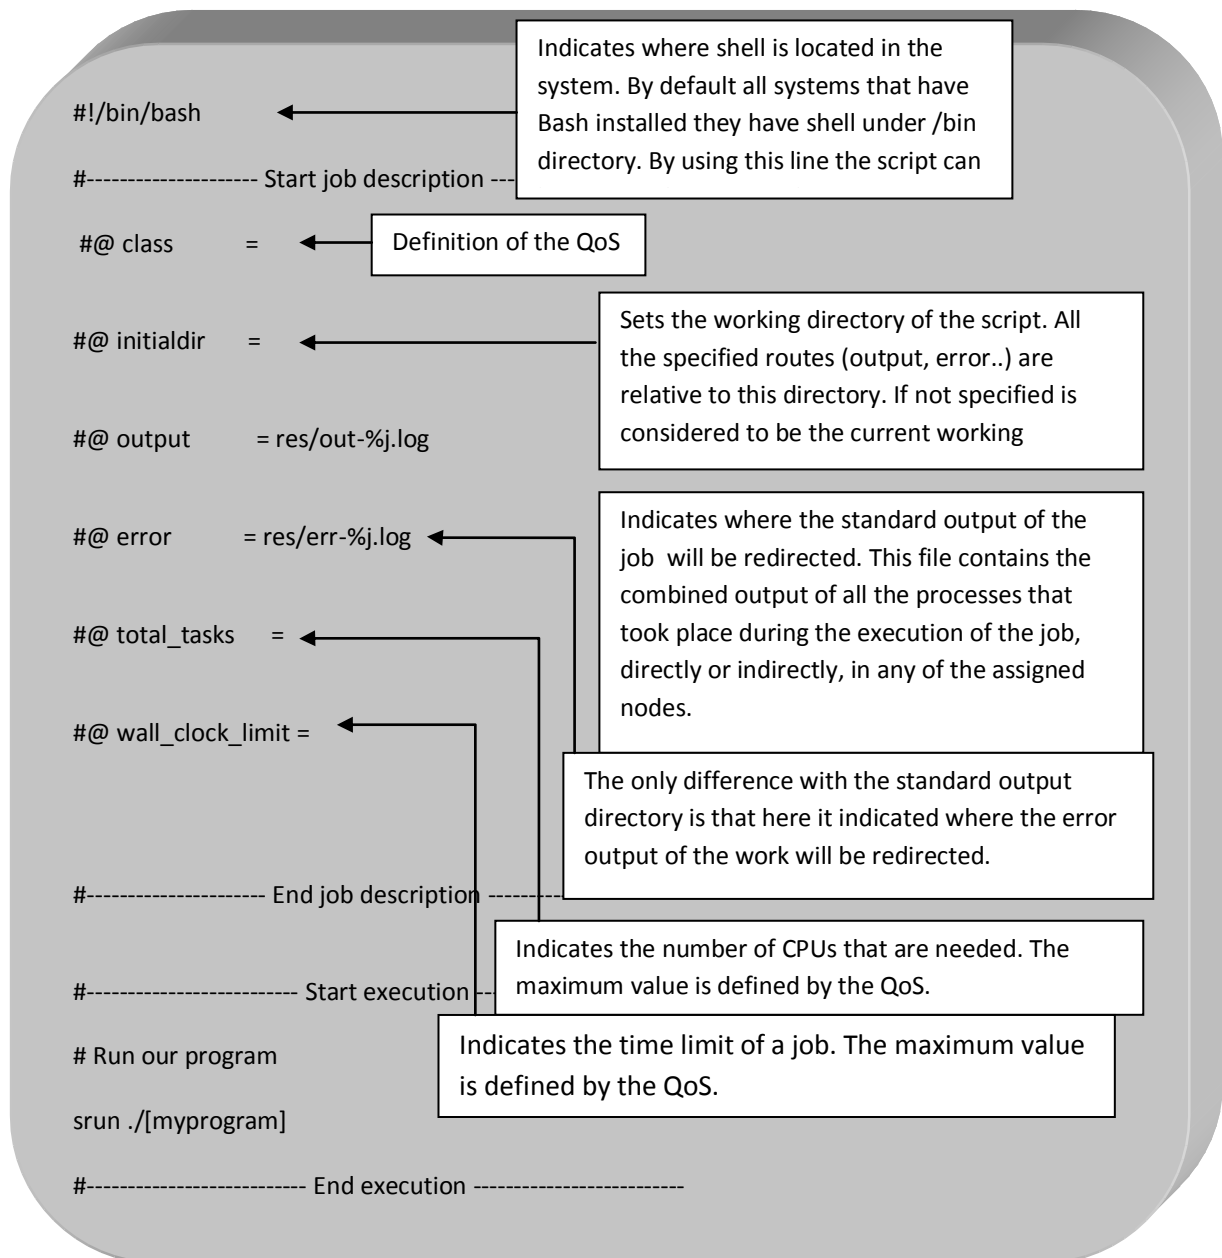 #!/bin/bash
Indicates where shell is located in the
system. By default all systems that have
Bash installed they have shell under /bin
directory. By using this line the script can
#--------------------- Start job description ---
#@ class =
Definition of the QoS
#@ initialdir =
Sets the working directory of the script. All
the specified routes (output, error..) are
relative to this directory. If not specified is
considered to be the current working
#@ output = res/out-%j.log
Indicates where the standard output of the
job will be redirected. This file contains the
combined output of all the processes that
took place during the execution of the job,
directly or indirectly, in any of the assigned
nodes.
#@ error = res/err-%j.log
The only difference with the standard output
directory is that here it indicated where the error
output of the work will be redirected.
#@ total_tasks =
Indicates the number of CPUs that are needed. The
maximum value is defined by the QoS.
#@ wall_clock_limit =
Indicates the time limit of a job. The maximum value
is defined by the QoS.
#---------------------- End job description ---------
#-------------------------- Start execution --
# Run our program
srun ./[myprogram]
#--------------------------- End execution --------------------------